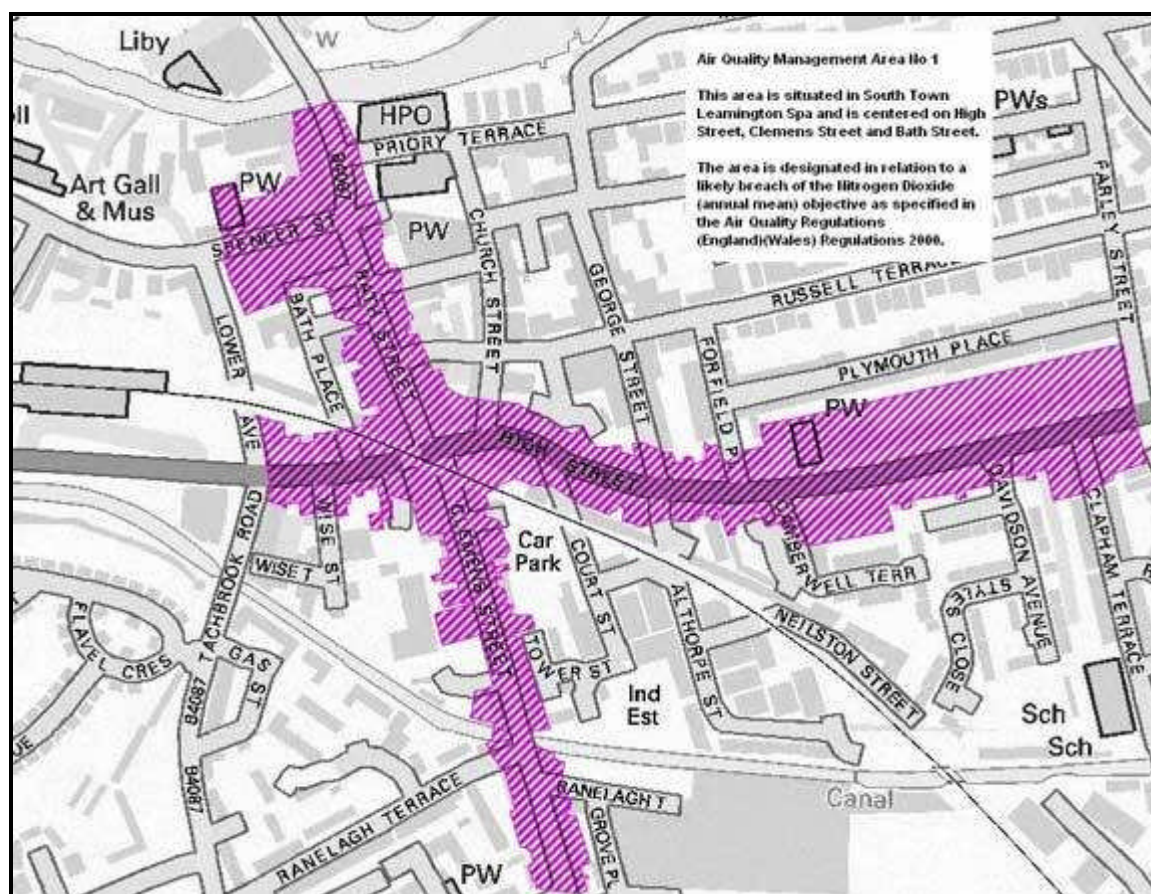 Liby
W
Air Quality Management Area No 1
This area is situated in South Town
Leamington Spa and is centered on High
Street, Clemens Street and Bath Street.
The area is designated in relation to a
likely breach of the Nitrogen Dioxide
(annual mean) objective as specified in
the Air Quality Regulations
(England)(Wales) Regulations 2000.
PWs
HPO
PRIORY TERRACE
B4087
Art Gall
& Mus
PW
PW
SPENCER ST
CHURCH STREET
FARLEY STREET
GEORGE STREET
RUSSELL TERRACE
BATH STREET
BATH PLACE
LOWER
AVE
FORFIELD P
PLYMOUTH PLACE
PW
HIGH STREET
WISE ST
WISE T
TACHBROOK ROAD
CLEMENS STREET
Car
Park
COURT ST
CAMBERWELL TERR
DAVIDSON AVENUE
CLAPHAM TERRACE
STYLES CLOSE
ALTHORPE ST
NEILSTON STREET
FLAVEL CRES
GAS ST
B4087
B4087
TOWER ST
Ind
Est
Sch
Sch
Canal
RANELAGH T
RANELAGH TERRACE
GROVE PL
PW